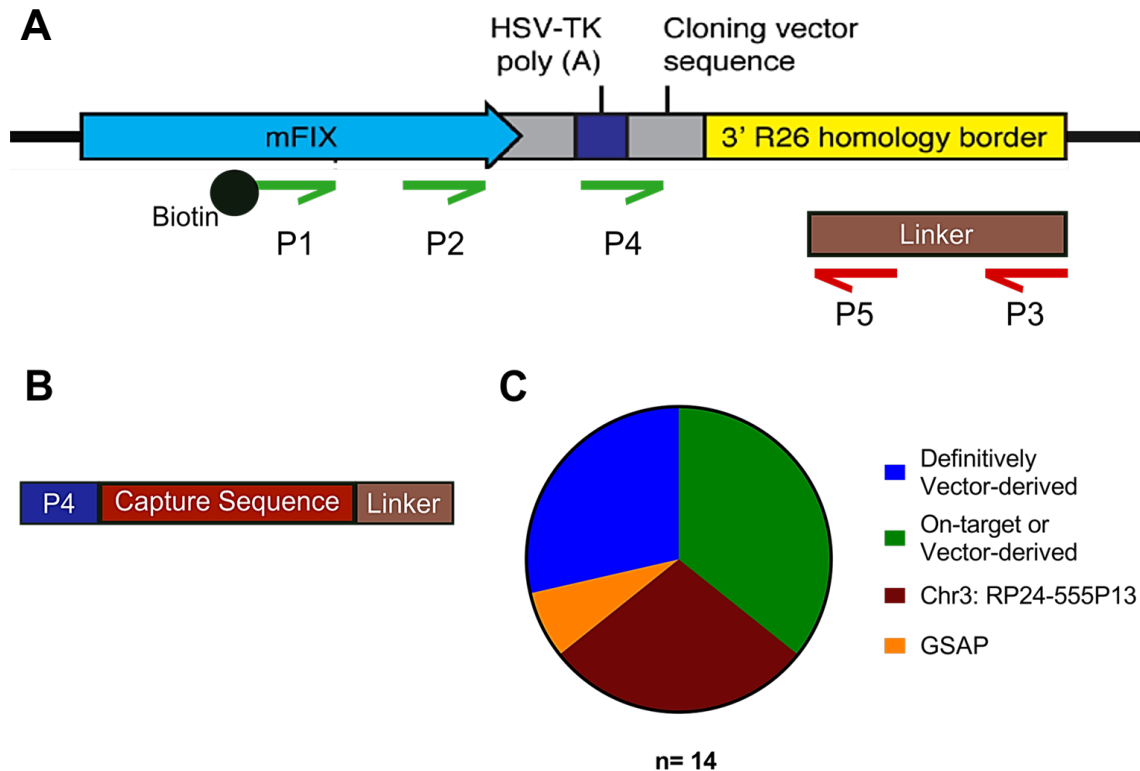 A
HSV-TK
poly (A)
Cloning vector
sequence
mFIX
3' R26 homology border
Biotin
P1
P2
P4
Linker
P5
P3
B
P4
Capture Sequence
Linker
C
Definitively
Vector-derived
On-target or
Vector-derived
Chr3: RP24-555P13
GSAP
n= 14